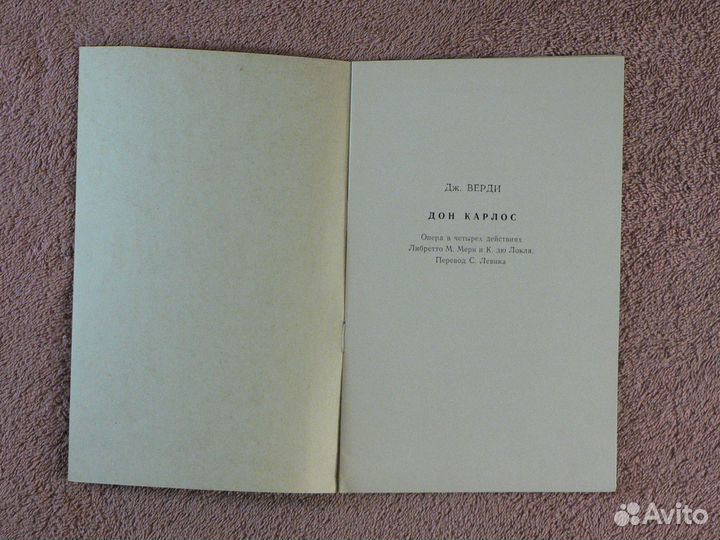 Дж. ВЕРДИ
ДОН КАРЛОС
Опера в четырех действиях
Либретто М. Мери и К. дю Локля.
Перевод С. Левика
Avito